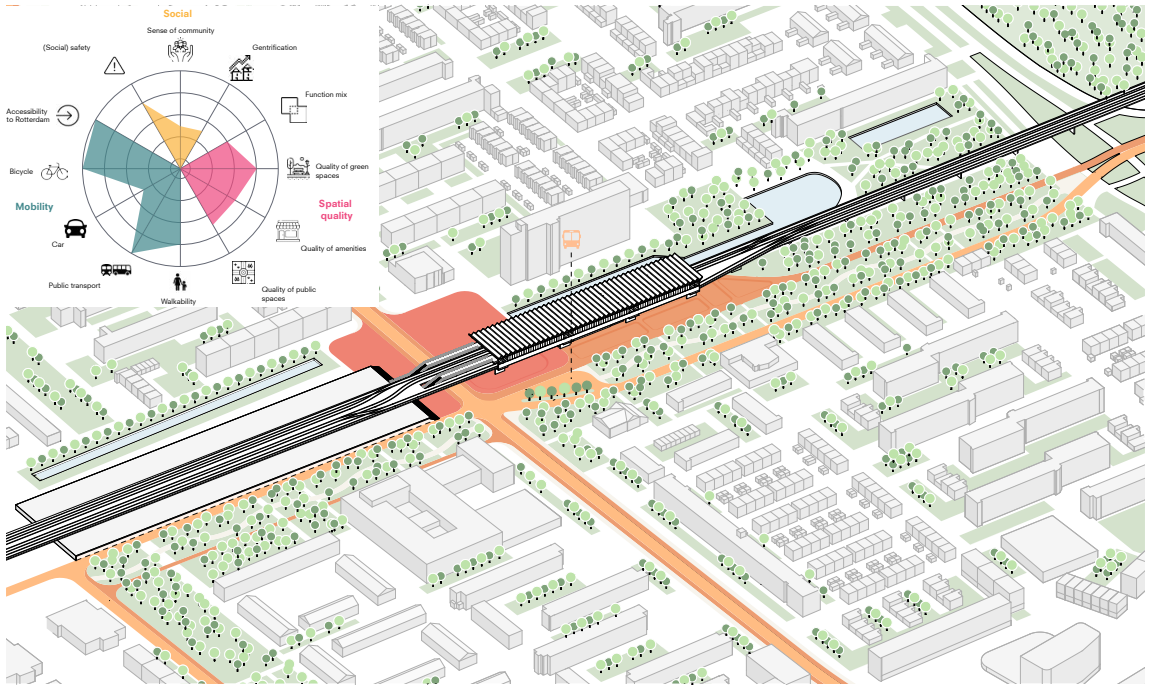 Social
Sense of community
(Social) safety
Gentrification
Function mix
Accessibility
to Rotterdam
Bicycle
Quality of green
spaces
Mobility
Spatial
quality
Car
Quality of amenities
Public transport
Quality of public
spaces
Walkability